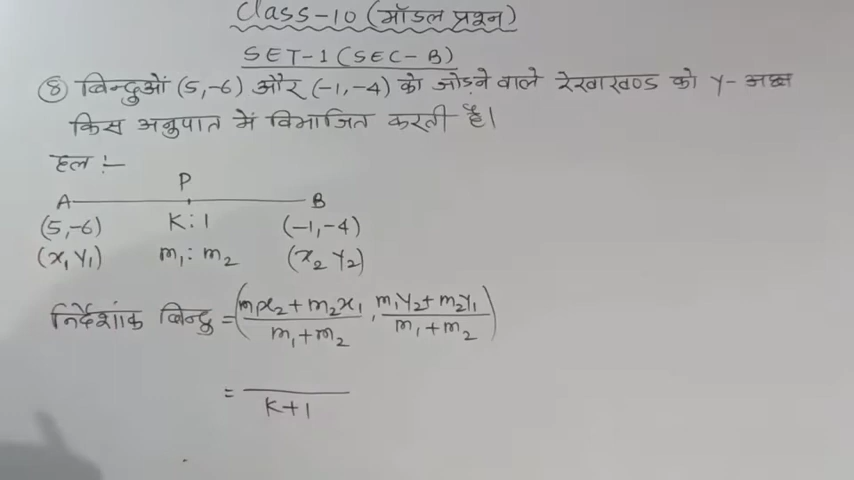 Class-10 (मॉडल प्रश्न)
SET-1 (SEC-B)
⑧ बिन्दुओं (5,-6) और (-1,-4) को जोड़ने वाले रेखाखण्ड को Y-अक्ष
किस अनुपात में विभाजित करती है।
हल :-
P
A B
(5,-6) K:1 (-1,-4)
(x₁ y₁) m₁:m₂ (x₂ y₂)
निर्देशांक बिन्दु = (m₁x₂+m₂x₁/m₁+m₂, m₁y₂+m₂y₁/m₁+m₂)
= /K+1